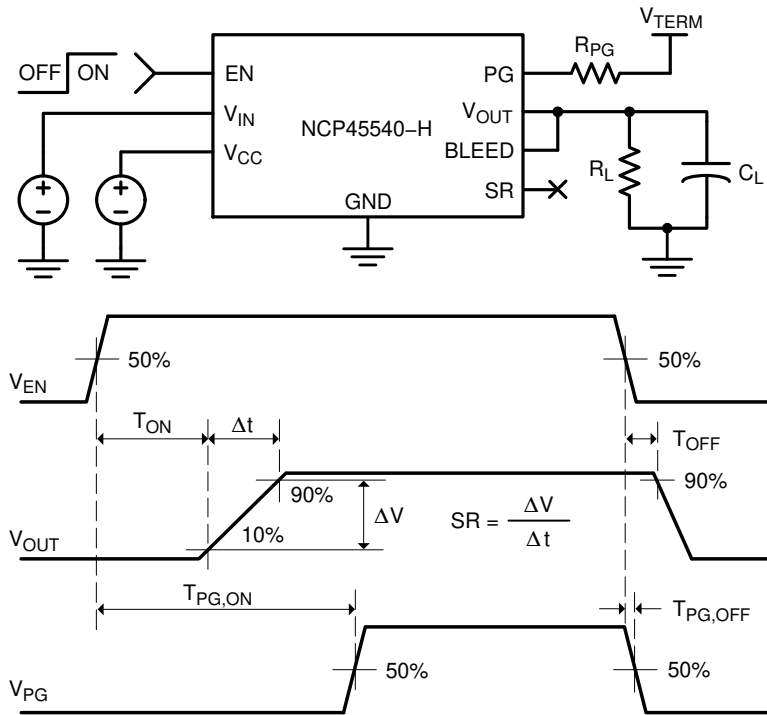 V_TERM
R_PG
OFF ON
EN
PG
V_IN
V_OUT
NCP45540−H
V_CC
BLEED
R_L
C_L
SR
GND
+
−
+
−
50%
50%
V_EN
T_ON
Δt
T_OFF
90%
90%
ΔV
SR = ΔV / Δt
10%
V_OUT
T_PG,ON
T_PG,OFF
50%
50%
V_PG